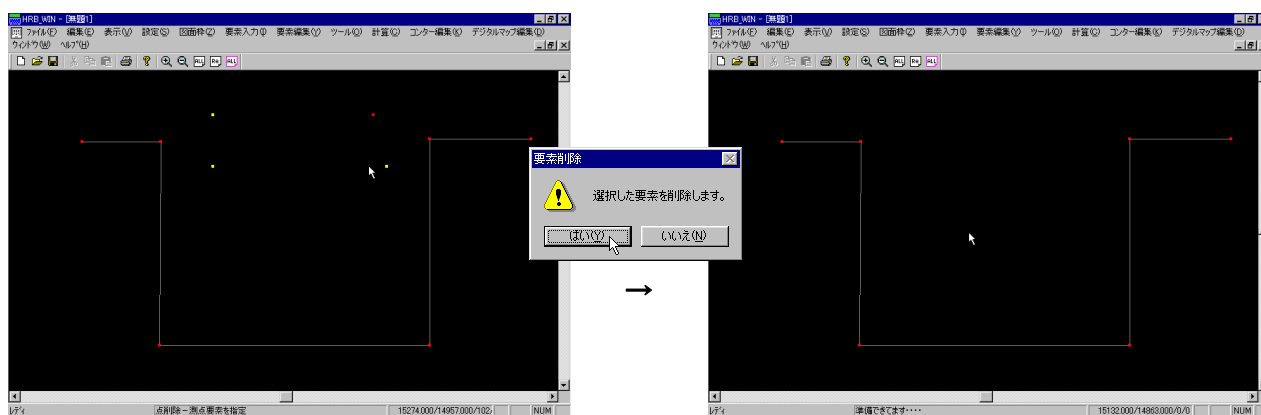 HRB_WIN - [無題1]
ファイル(F) 編集(E) 表示(V) 設定(S) 図面枠(Z) 要素入力(I) 要素編集(Y) ツール(O) 計算(C) コンター編集(K) デジタルマップ編集(D)
ウィンドウ(W) ヘルプ(H)
ALL Re ALL
レディ 点削除-測点要素を指定 15274.000/14957.000/102/ NUM
要素削除
選択した要素を削除します。
はい(Y) いいえ(N)
→
HRB_WIN - [無題1]
ファイル(F) 編集(E) 表示(V) 設定(S) 図面枠(Z) 要素入力(I) 要素編集(Y) ツール(O) 計算(C) コンター編集(K) デジタルマップ編集(D)
ウィンドウ(W) ヘルプ(H)
ALL Re ALL
レディ 準備できてます・・・・ 15132.000/14863.000/0/0 NUM